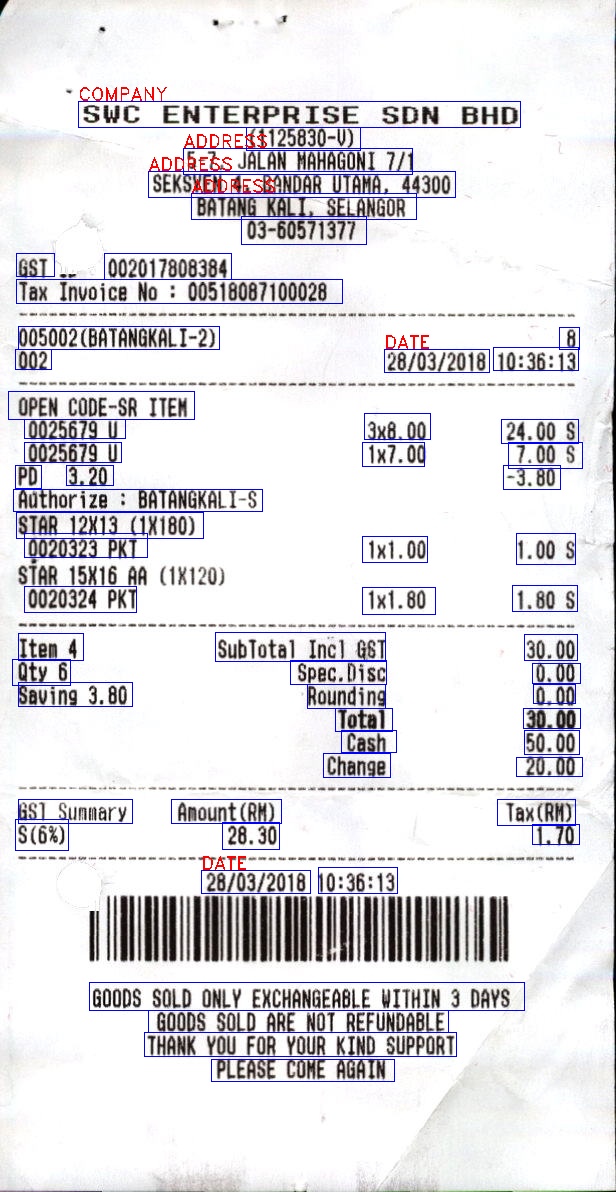 COMPANY
SWC ENTERPRISE SDN BHD
ADDRESS
(1125830-V)
ADDRESS
5-7, JALAN MAHAGONI 7/1
ADDRESS
SEKSYEN 4, BANDAR UTAMA, 44300
BATANG KALI, SELANGOR
03-60571377
GST 002017808384
Tax Invoice No : 00518087100028
005002(BATANGKALI-2) 8
DATE
002 28/03/2018 10:36:13
OPEN CODE-SR ITEM
0025679 U 3x8.00 24.00 S
0025679 U 1x7.00 7.00 S
PD 3.20 -3.80
Authorize : BATANGKALI-S
STAR 12X13 (1X180)
0020323 PKT 1x1.00 1.00 S
STAR 15X16 AA (1X120)
0020324 PKT 1x1.80 1.80 S
Item 4 SubTotal Incl GST 30.00
Qty 6 Spec.Disc 0.00
Saving 3.80 Rounding 0.00
Total 30.00
Cash 50.00
Change 20.00
GST Summary Amount(RM) Tax(RM)
S(6%) 28.30 1.70
DATE
28/03/2018 10:36:13
GOODS SOLD ONLY EXCHANGEABLE WITHIN 3 DAYS
GOODS SOLD ARE NOT REFUNDABLE
THANK YOU FOR YOUR KIND SUPPORT
PLEASE COME AGAIN